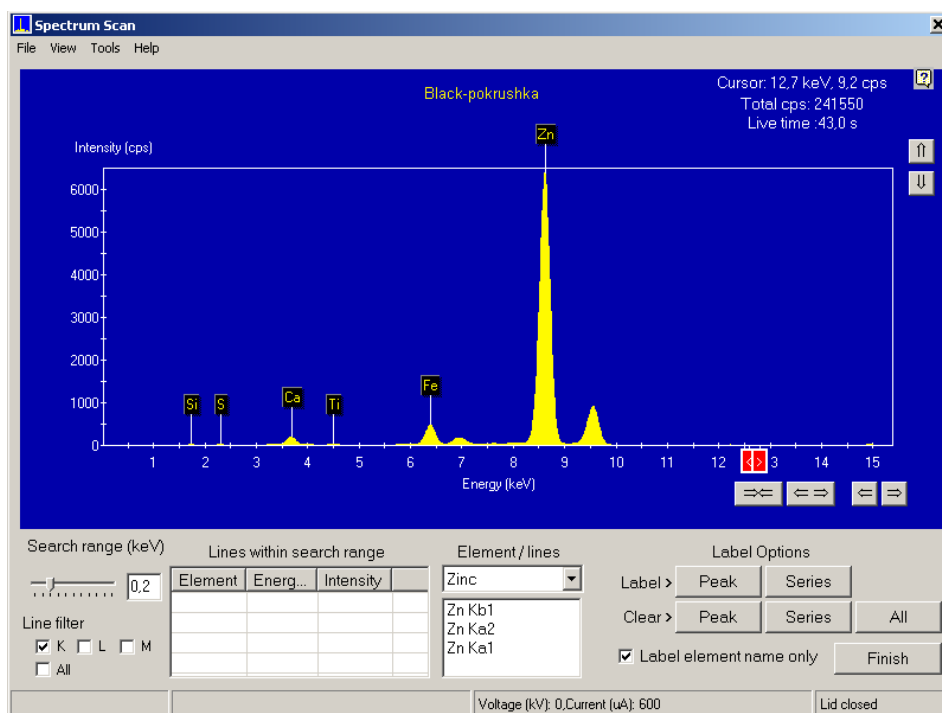 Spectrum Scan
File View Tools Help
Black-pokrushka
Cursor: 12,7 keV, 9,2 cps
Total cps: 241550
Live time :43,0 s
Intensity (cps)
Zn
6000
5000
4000
3000
2000
1000
0
Si
S
Ca
Ti
Fe
1 2 3 4 5 6 7 8 9 10 11 12 3 14 15
Energy (keV)
Search range (keV)
0,2
Line filter
K L M
All
Lines within search range
Element Energ... Intensity
Element / lines
Zinc
Zn Kb1
Zn Ka2
Zn Ka1
Label Options
Label > Peak Series
Clear > Peak Series All
Label element name only
Finish
Voltage (kV): 0,Current (uA): 600
Lid closed